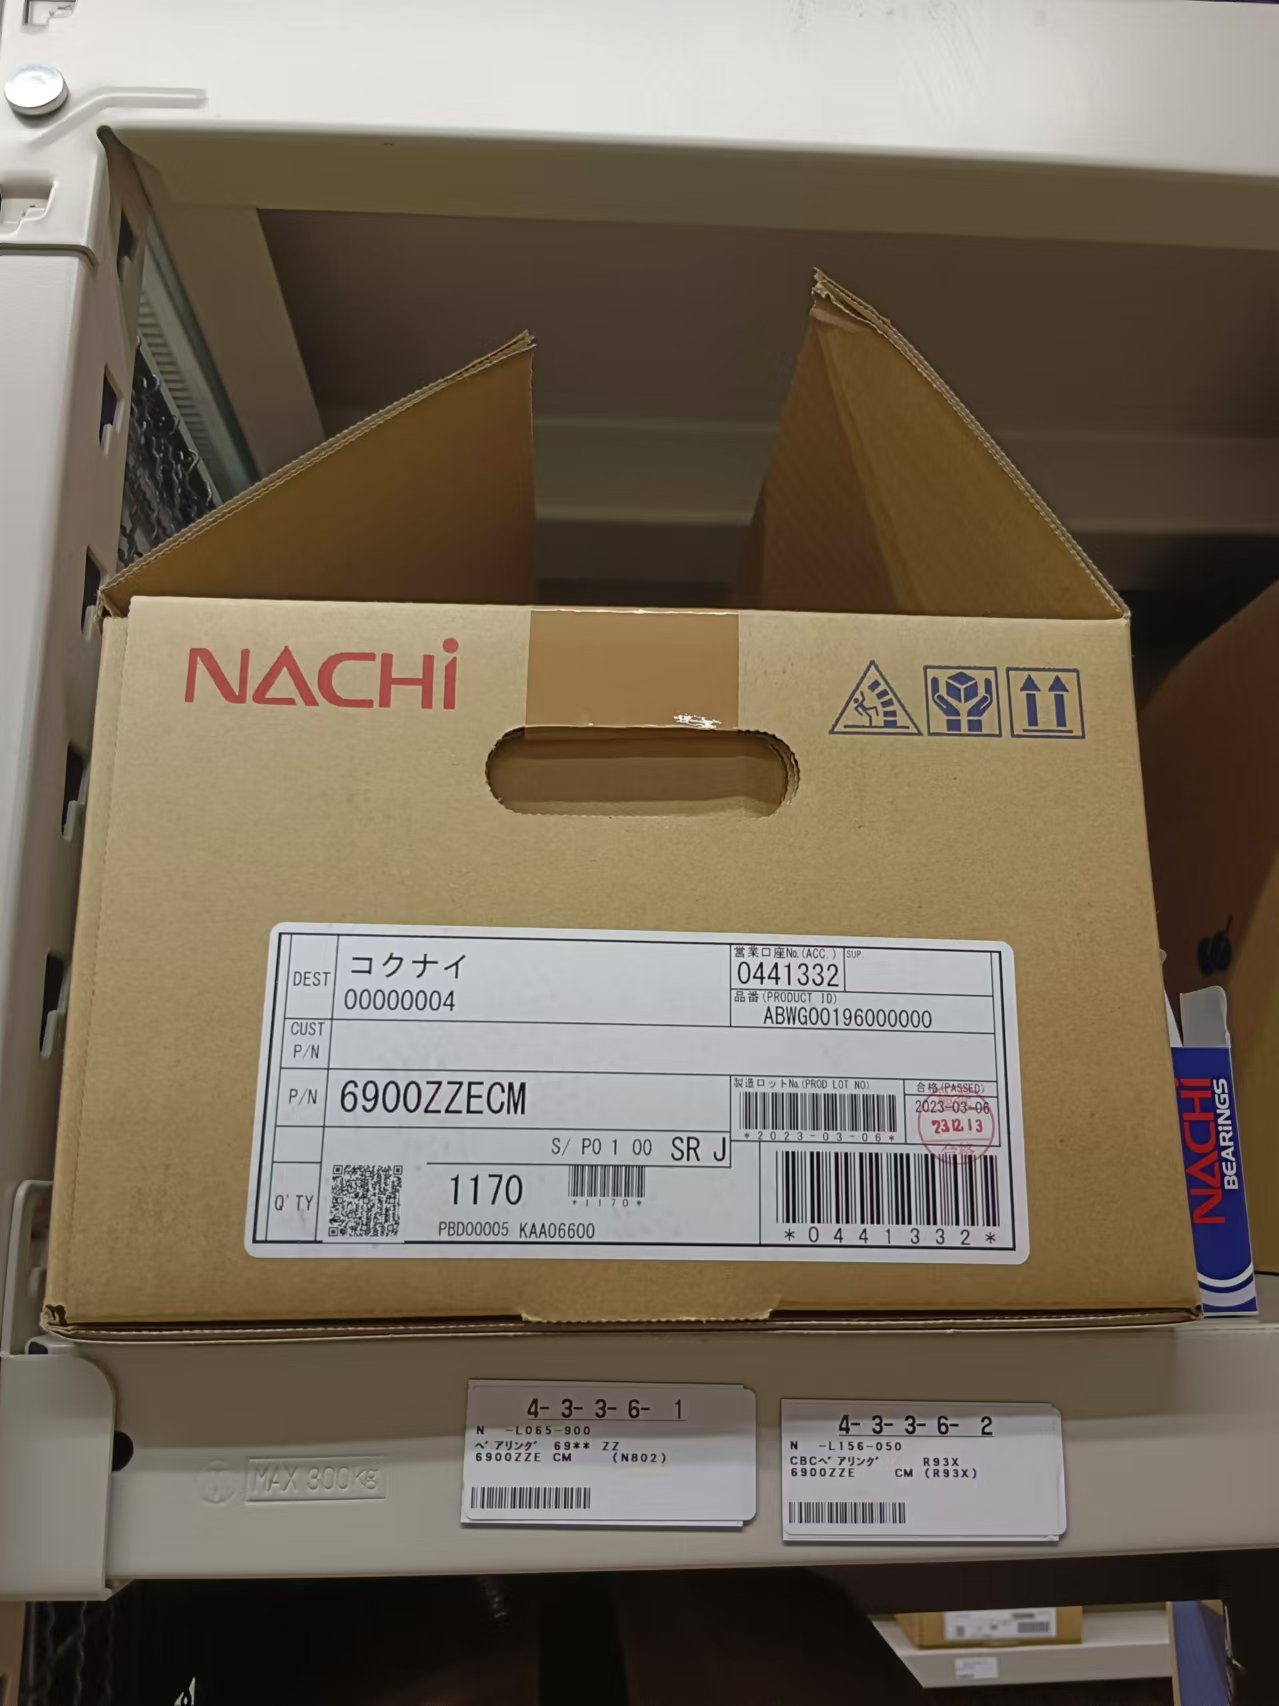 NACHi
DEST
コクナイ
00000004
営業口座No.(ACC.)
0441332
SUP.
品番(PRODUCT ID)
ABWG00196000000
CUST
P/N
P/N
6900ZZECM
製造ロットNo.(PROD LOT NO)
*2023-03-06*
合格(PASSED)
2023-03-06
23.12.13
合格
S/ P0 1 00 SR J
Q'TY
1170
*1170*
PBD00005 KAA06600
*0441332*
NACHi
BEARiNGS
MAX 300kg
4- 3- 3- 6- 1
N -L065-900
ベアリング 69** ZZ
6900ZZE CM (N802)
4- 3- 3- 6- 2
N -L156-050
CBCベアリング R93X
6900ZZE CM (R93X)